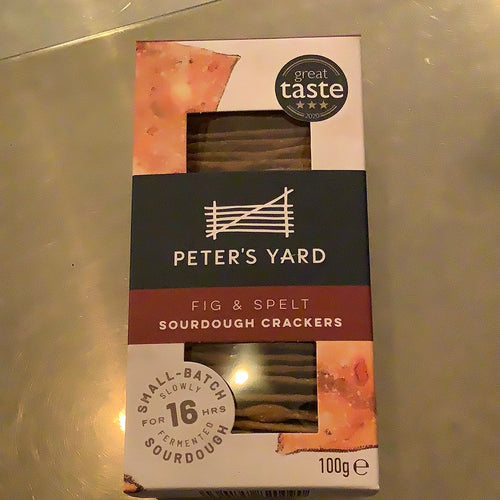 great
taste
★★★
2020
PETER'S YARD
FIG & SPELT
SOURDOUGH CRACKERS
SMALL-BATCH
SLOWLY
FOR 16 HRS
FERMENTED
SOURDOUGH
100g ℮